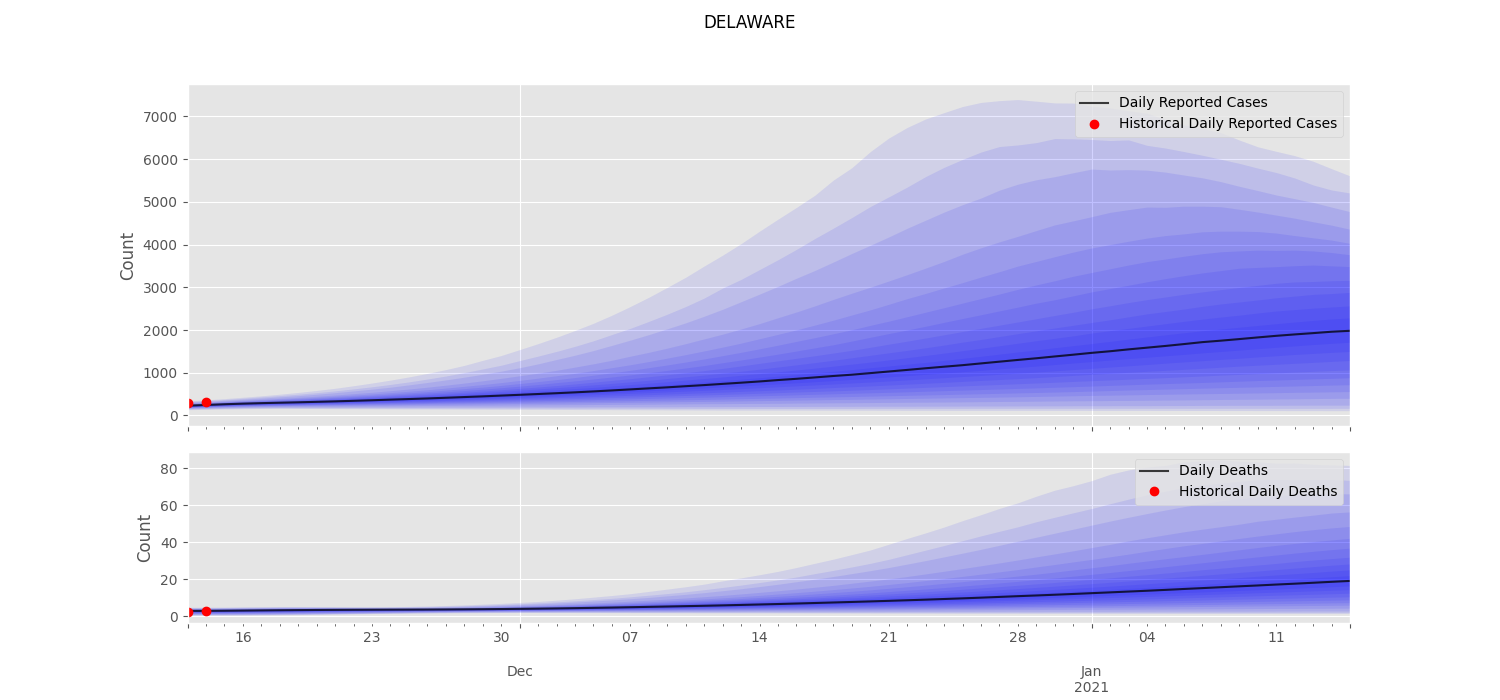 DELAWARE
Daily Reported Cases
Historical Daily Reported Cases
7000
6000
5000
4000
3000
2000
1000
0
Count
Daily Deaths
Historical Daily Deaths
80
60
40
20
0
Count
16 23 30 07 14 21 28 04 11
Dec Jan
2021